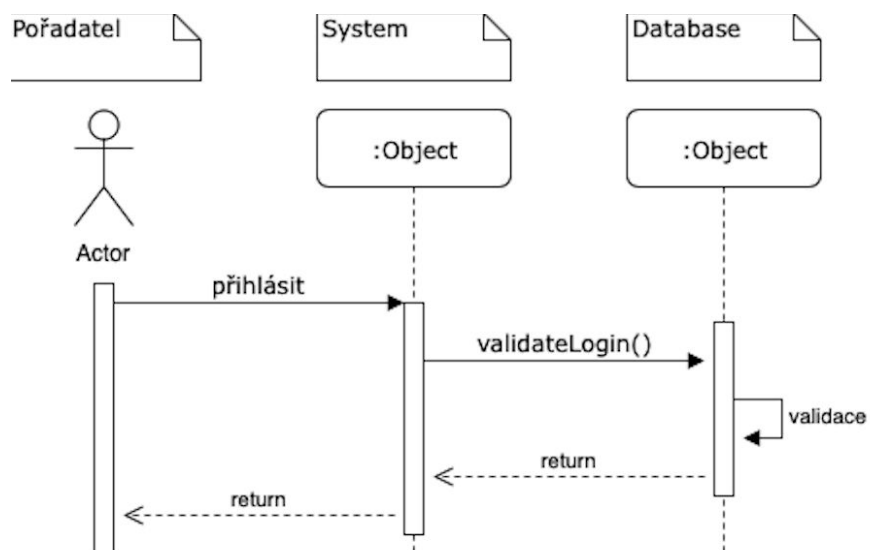 Pořadatel
System
Database
:Object
:Object
Actor
přihlásit
validateLogin()
validace
return
return